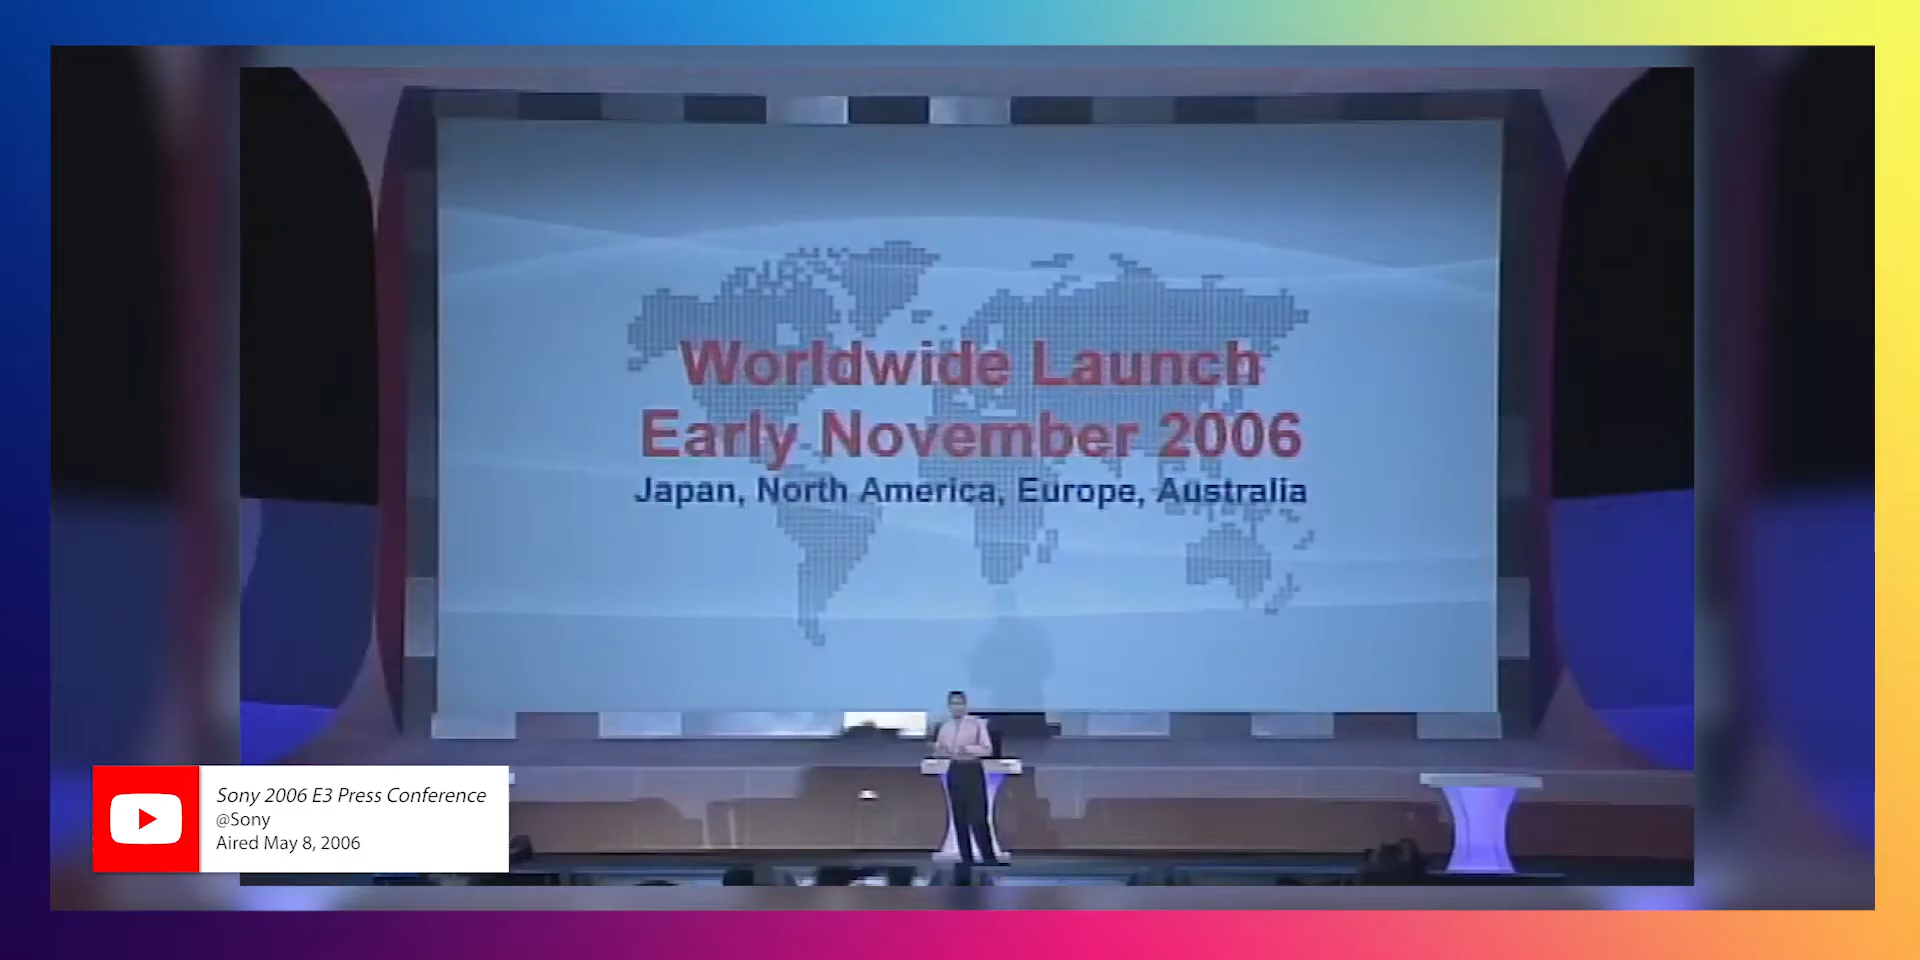 Worldwide Launch
Early November 2006
Japan, North America, Europe, Australia
Sony 2006 E3 Press Conference
@Sony
Aired May 8, 2006